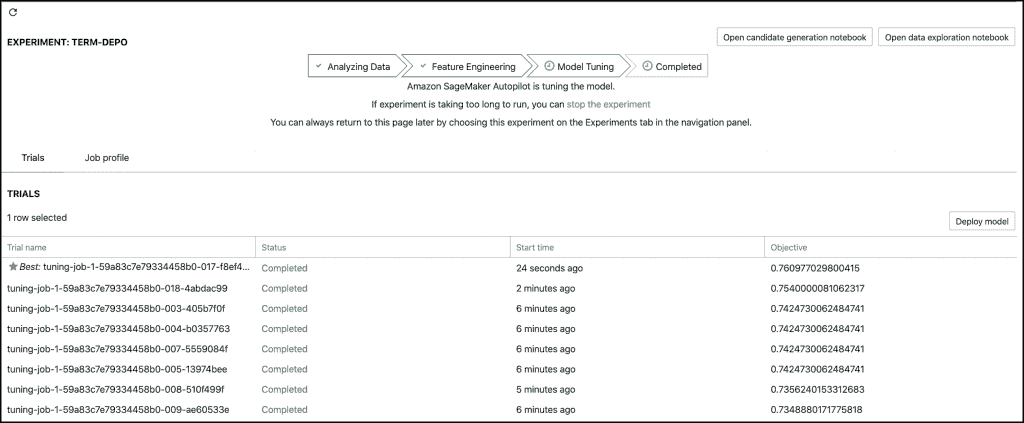 EXPERIMENT: TERM-DEPO
Open candidate generation notebook
Open data exploration notebook
Analyzing Data
Feature Engineering
Model Tuning
Completed
Amazon SageMaker Autopilot is tuning the model.
If experiment is taking too long to run, you can stop the experiment
You can always return to this page later by choosing this experiment on the Experiments tab in the navigation panel.
Trials Job profile
TRIALS
1 row selected
Deploy model
Trial name Status Start time Objective
Best: tuning-job-1-59a83c7e79334458b0-017-f8ef4... Completed 24 seconds ago 0.760977029800415
tuning-job-1-59a83c7e79334458b0-018-4abdac99 Completed 2 minutes ago 0.7540000081062317
tuning-job-1-59a83c7e79334458b0-003-405b7f0f Completed 6 minutes ago 0.7424730062484741
tuning-job-1-59a83c7e79334458b0-004-b0357763 Completed 6 minutes ago 0.7424730062484741
tuning-job-1-59a83c7e79334458b0-007-5559084f Completed 6 minutes ago 0.7424730062484741
tuning-job-1-59a83c7e79334458b0-005-13974bee Completed 6 minutes ago 0.7424730062484741
tuning-job-1-59a83c7e79334458b0-008-510f499f Completed 5 minutes ago 0.7356240153312683
tuning-job-1-59a83c7e79334458b0-009-ae60533e Completed 6 minutes ago 0.7348880171775818